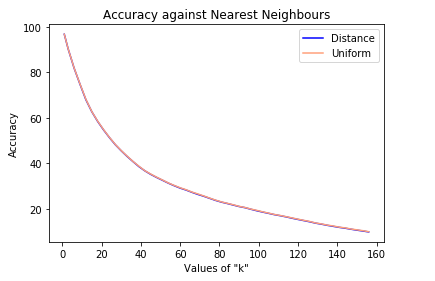 Accuracy against Nearest Neighbours
100
80
60
40
20
Accuracy
Distance
Uniform
0 20 40 60 80 100 120 140 160
Values of "k"